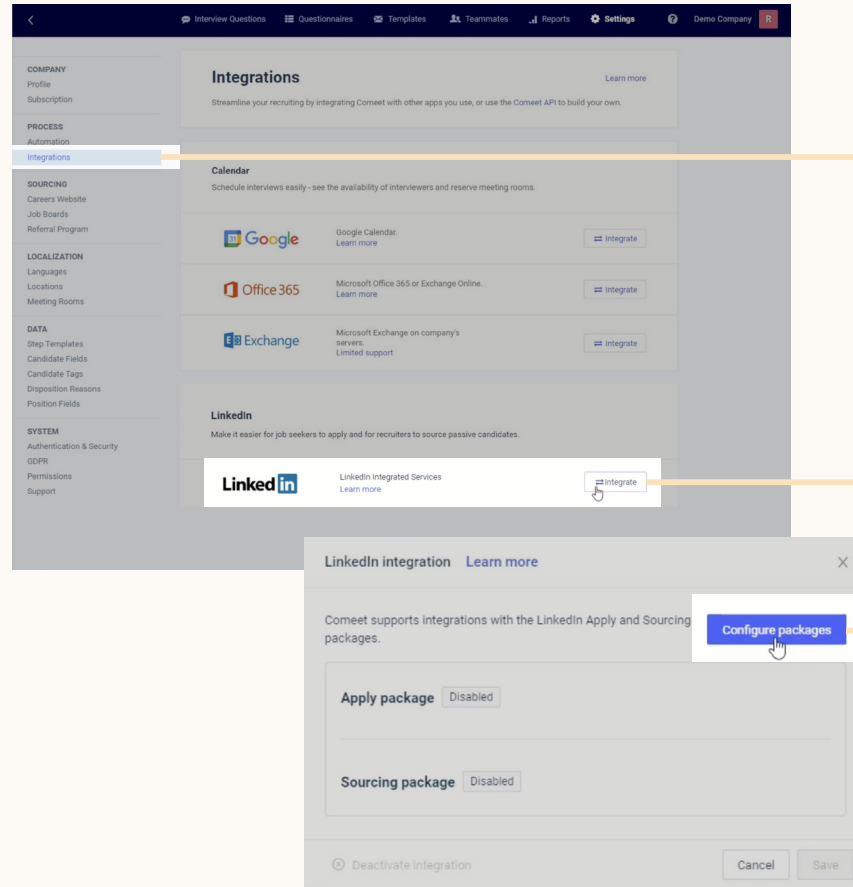 Interview Questions Questionnaires Templates Teammates Reports Settings ? Demo Company R
COMPANY
Profile
Subscription
PROCESS
Automation
Integrations
SOURCING
Careers Website
Job Boards
Referral Program
LOCALIZATION
Languages
Locations
Meeting Rooms
DATA
Step Templates
Candidate Fields
Candidate Tags
Disposition Reasons
Position Fields
SYSTEM
Authentication & Security
GDPR
Permissions
Support
Integrations Learn more
Streamline your recruiting by integrating Comeet with other apps you use, or use the Comeet API to build your own.
Calendar
Schedule interviews easily - see the availability of interviewers and reserve meeting rooms.
31 Google
Google Calendar.
Learn more
Integrate
Office 365
Microsoft Office 365 or Exchange Online.
Learn more
Integrate
Exchange
Microsoft Exchange on company's
servers.
Limited support
Integrate
LinkedIn
Make it easier for job seekers to apply and for recruiters to source passive candidates.
Linked in
LinkedIn Integrated Services
Learn more
Integrate
LinkedIn integration Learn more
Comeet supports integrations with the LinkedIn Apply and Sourcing
packages.
Configure packages
Apply package Disabled
Sourcing package Disabled
Deactivate integration Cancel Save